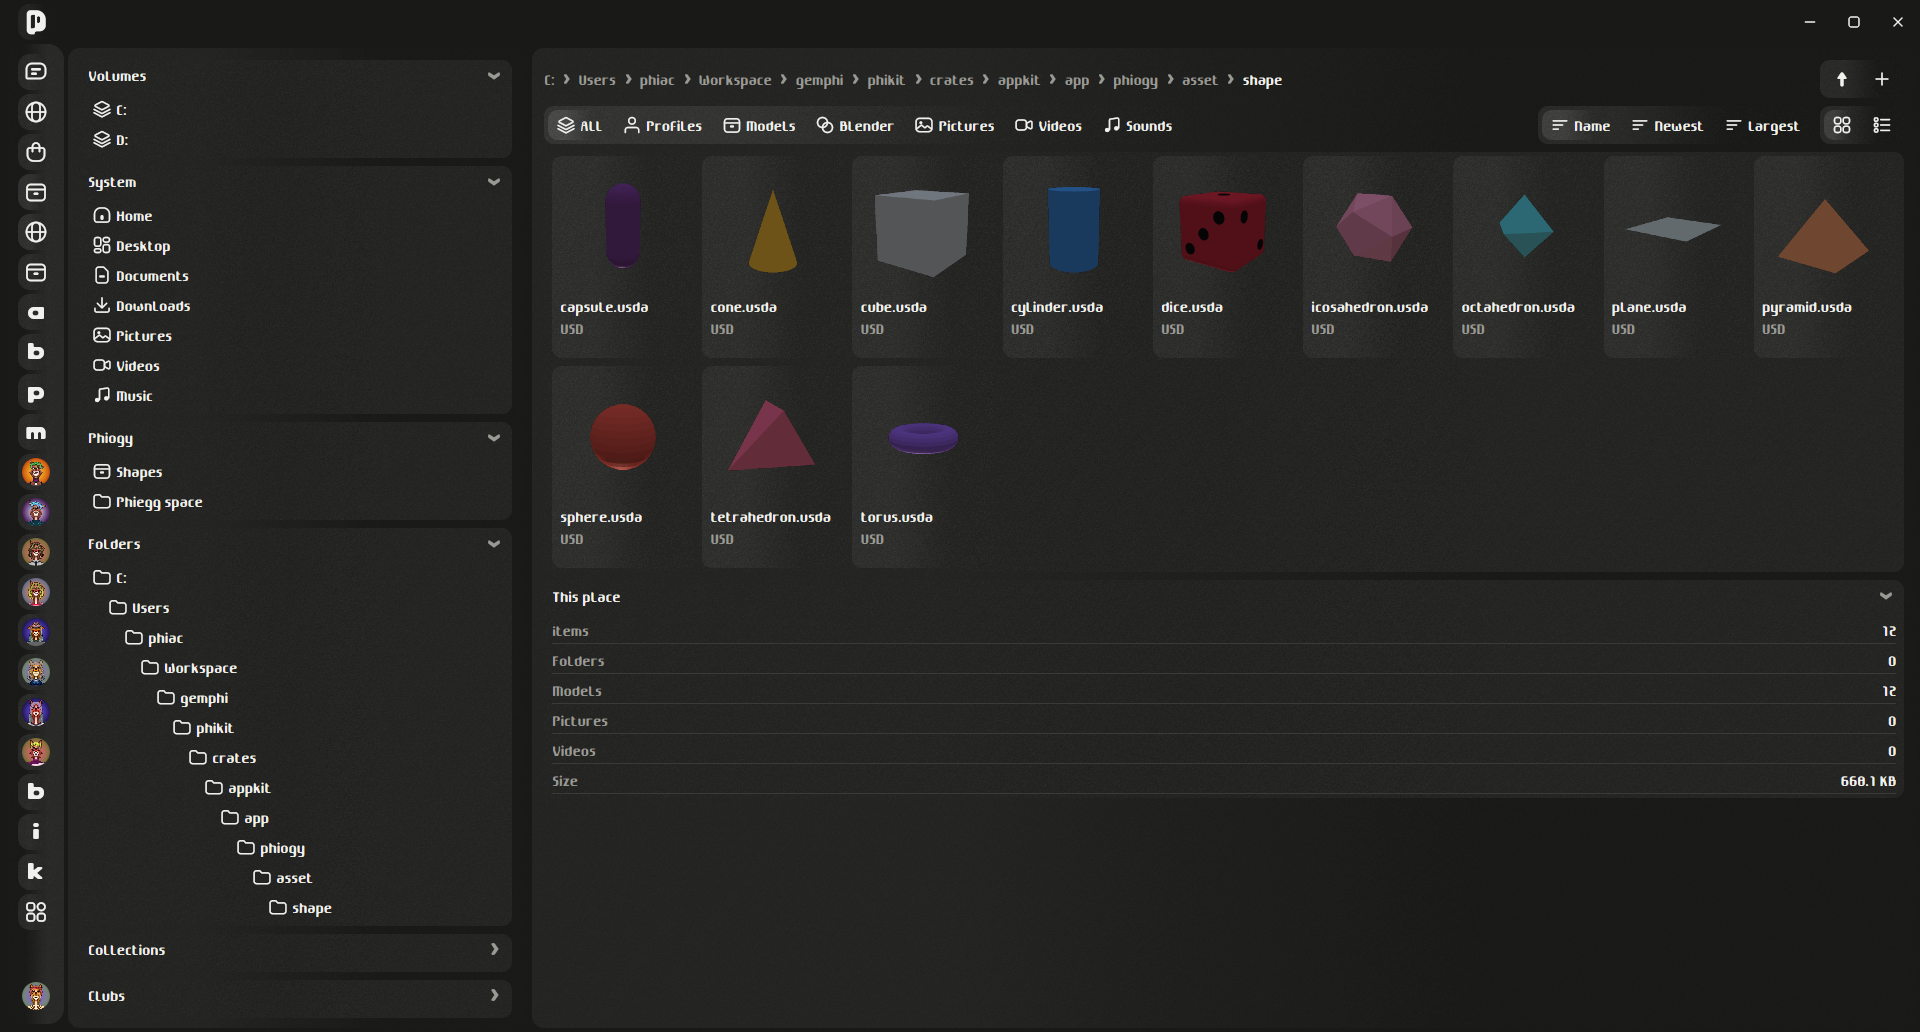 Volumes
C:
D:
System
Home
Desktop
Documents
Downloads
Pictures
Videos
Music
Phiogy
Shapes
Phiegg space
Folders
C:
Users
phiac
Workspace
gemphi
phikit
crates
appkit
app
phiogy
asset
shape
Collections
Clubs
a
b
p
m
b
i
k
C: > Users > phiac > Workspace > gemphi > phikit > crates > appkit > app > phiogy > asset > shape
All Profiles Models Blender Pictures Videos Sounds
Name Newest Largest
capsule.usda
USD
cone.usda
USD
cube.usda
USD
cylinder.usda
USD
dice.usda
USD
icosahedron.usda
USD
octahedron.usda
USD
plane.usda
USD
pyramid.usda
USD
sphere.usda
USD
tetrahedron.usda
USD
torus.usda
USD
This place
items 12
Folders 0
Models 12
Pictures 0
Videos 0
Size 660.1 KB